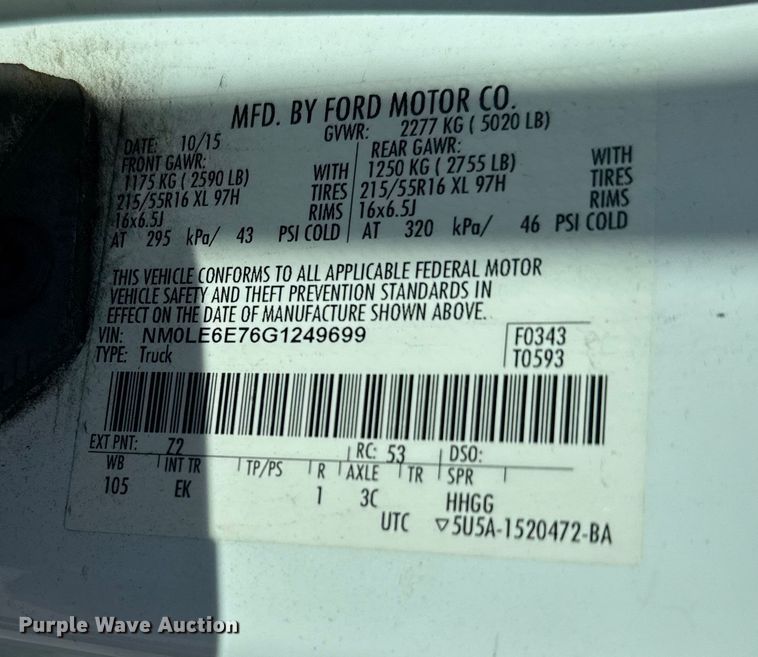 MFD. BY FORD MOTOR CO.
DATE: 10/15 GVWR: 2277 KG ( 5020 LB)
FRONT GAWR: REAR GAWR:
1175 KG ( 2590 LB) WITH 1250 KG ( 2755 LB) WITH
215/55R16 XL 97H TIRES 215/55R16 XL 97H TIRES
16x6.5J RIMS 16x6.5J RIMS
AT 295 kPa/ 43 PSI COLD AT 320 kPa/ 46 PSI COLD
THIS VEHICLE CONFORMS TO ALL APPLICABLE FEDERAL MOTOR
VEHICLE SAFETY AND THEFT PREVENTION STANDARDS IN
EFFECT ON THE DATE OF MANUFACTURE SHOWN ABOVE.
VIN: NM0LE6E76G1249699 F0343
TYPE: Truck T0593
EXT PNT: 72 RC: 53 DSO:
WB INT TR TP/PS R AXLE TR SPR
105 EK 1 3C HHGG
UTC ▽5U5A-1520472-BA
Purple Wave Auction